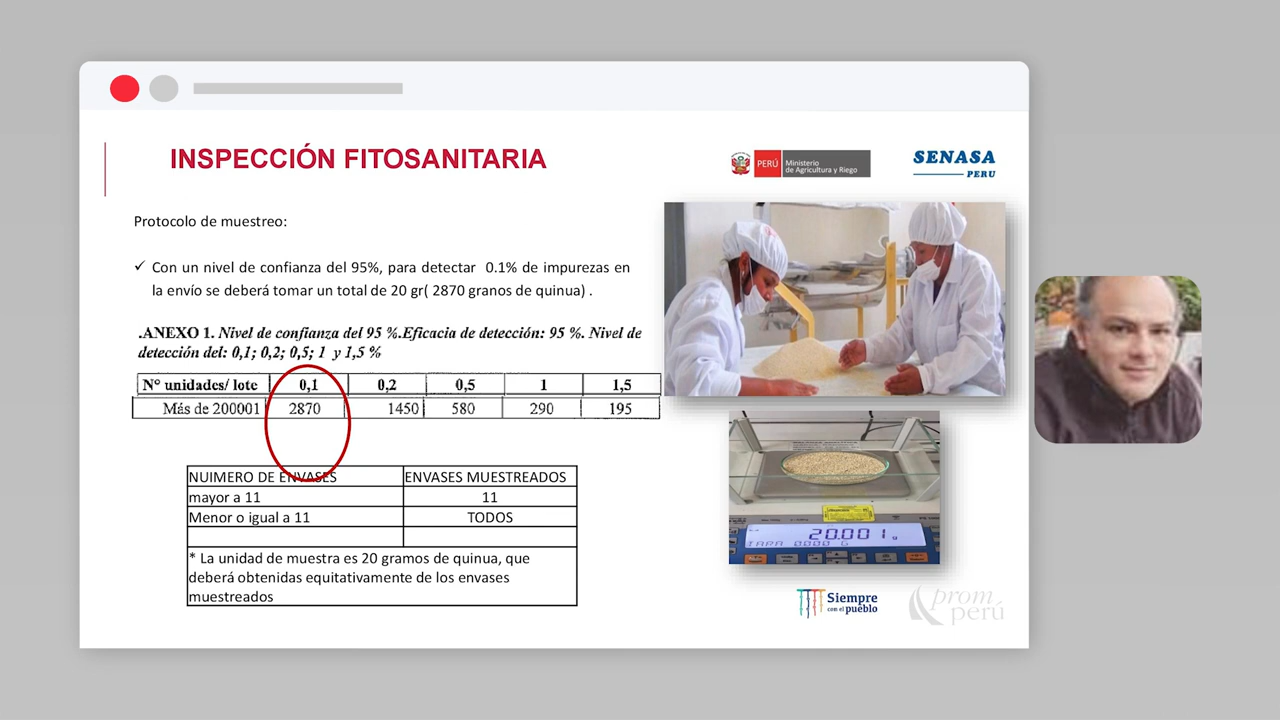 INSPECCIÓN FITOSANITARIA
PERÚ
Ministerio
de Agricultura y Riego
SENASA
PERU
Protocolo de muestreo:
✓ Con un nivel de confianza del 95%, para detectar 0.1% de impurezas en
la envío se deberá tomar un total de 20 gr( 2870 granos de quinua) .
.ANEXO 1. Nivel de confianza del 95 %.Eficacia de detección: 95 %. Nivel de
detección del: 0,1; 0,2; 0,5; 1 y 1,5 %
N° unidades/ lote 0,1 0,2 0,5 1 1,5
Más de 200001 2870 1450 580 290 195
NUIMERO DE ENVASES ENVASES MUESTREADOS
mayor a 11 11
Menor o igual a 11 TODOS
* La unidad de muestra es 20 gramos de quinua, que
deberá obtenidas equitativamente de los envases
muestreados
20.001 g
TARA 0.000 G
Siempre
con el pueblo
prom
perú